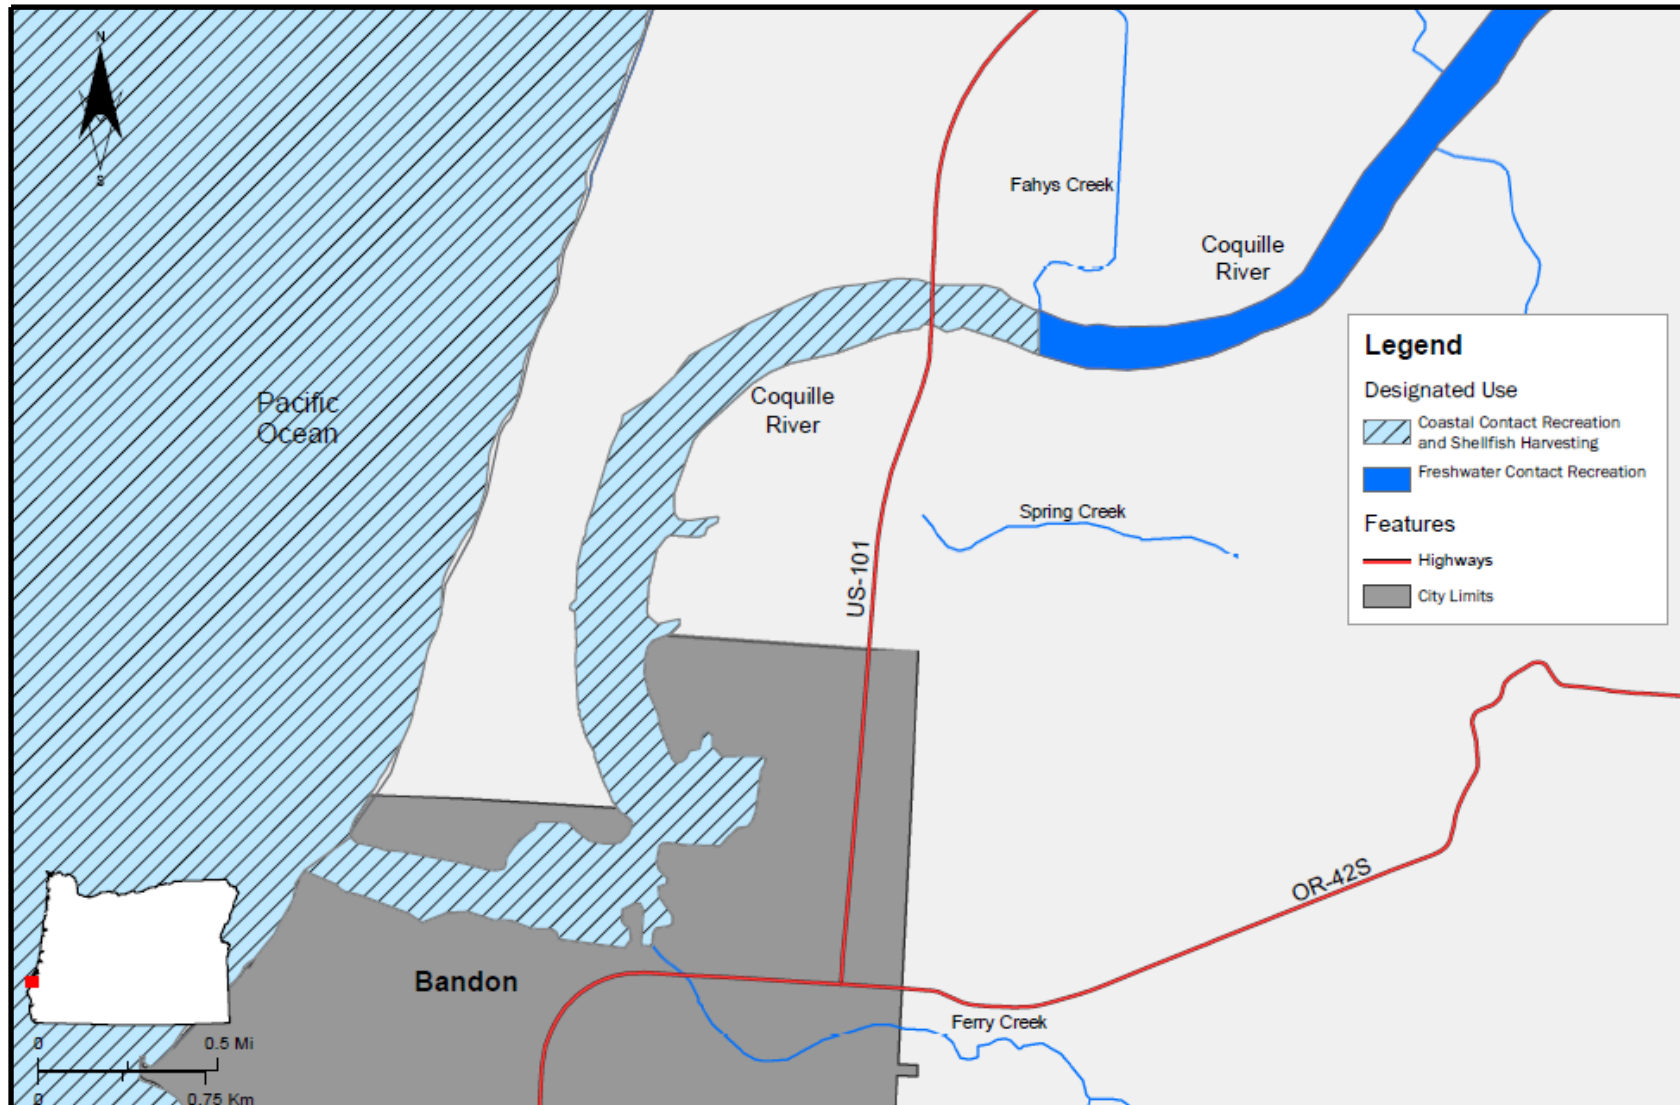 N
S
Fahys Creek
Coquille
River
Pacific
Ocean
Coquille
River
Legend
Designated Use
Coastal Contact Recreation
and Shellfish Harvesting
Freshwater Contact Recreation
Features
Highways
City Limits
Spring Creek
US-101
OR-42S
Bandon
Ferry Creek
0 0.5 Mi
0 0.75 Km